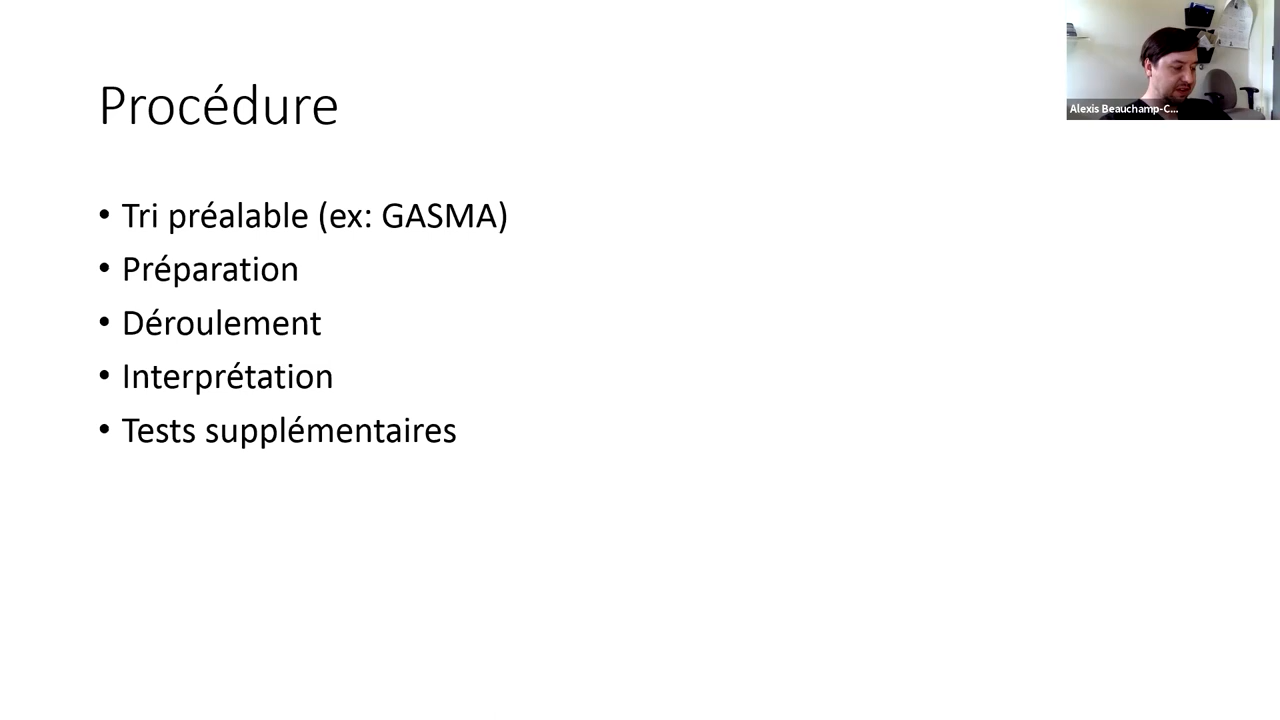 Procédure
• Tri préalable (ex: GASMA)
• Préparation
• Déroulement
• Interprétation
• Tests supplémentaires
Alexis Beauchamp-C...